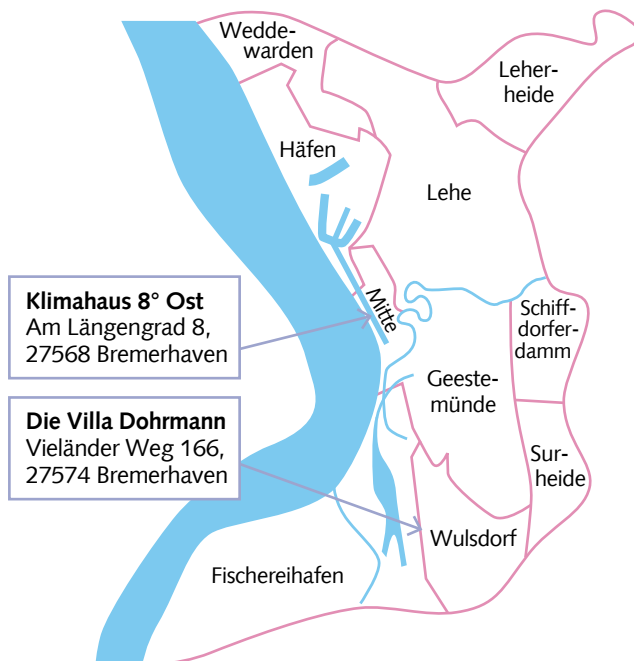 Wedde-
warden
Leher-
heide
Häfen
Lehe
Klimahaus 8° Ost
Am Längengrad 8,
27568 Bremerhaven
Mitte
Schiff-
dorfer-
damm
Geeste-
münde
Die Villa Dohrmann
Vieländer Weg 166,
27574 Bremerhaven
Sur-
heide
Wulsdorf
Fischereihafen